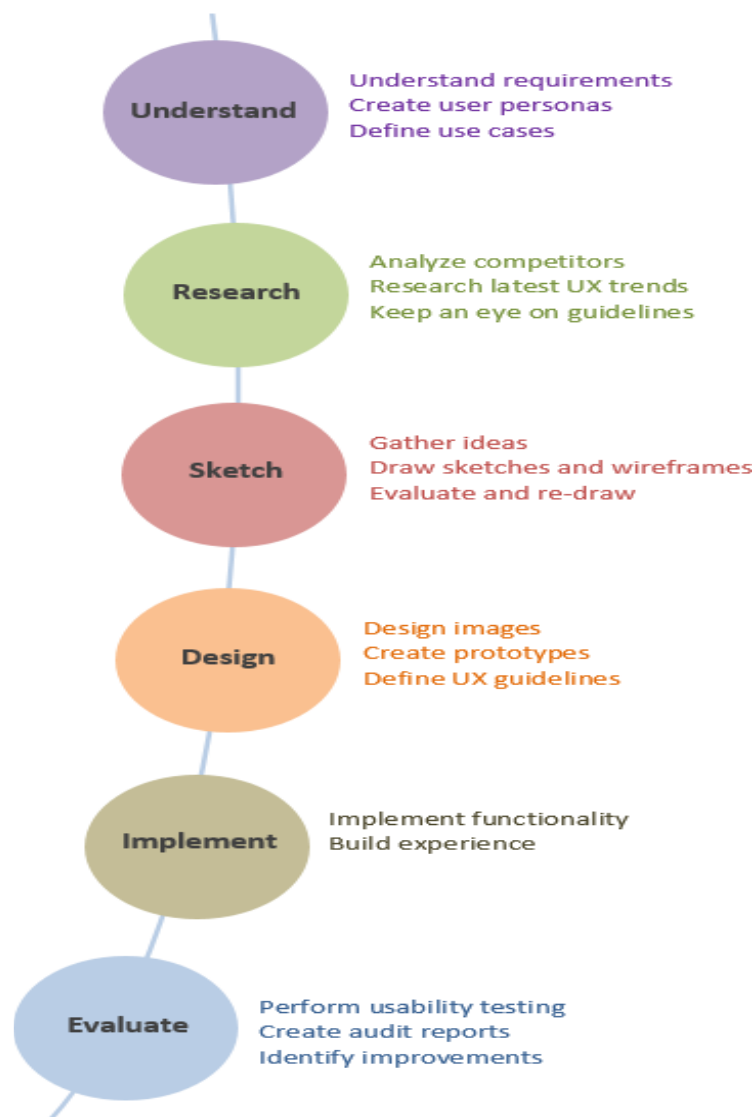 Understand
Understand requirements
Create user personas
Define use cases
Research
Analyze competitors
Research latest UX trends
Keep an eye on guidelines
Sketch
Gather ideas
Draw sketches and wireframes
Evaluate and re-draw
Design
Design images
Create prototypes
Define UX guidelines
Implement
Implement functionality
Build experience
Evaluate
Perform usability testing
Create audit reports
Identify improvements